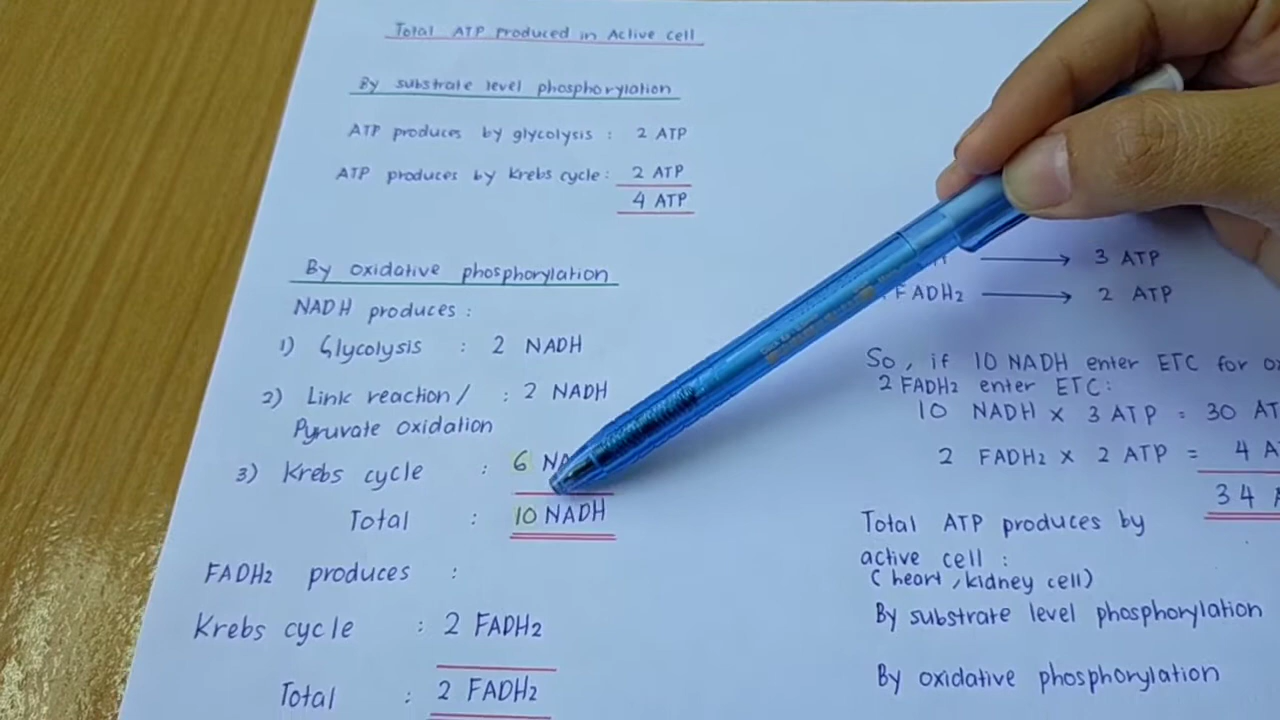 Total ATP produced in Active cell
By substrate level phosphorylation
ATP produces by glycolysis : 2 ATP
ATP produces by Krebs cycle : 2 ATP
4 ATP
By oxidative phosphorylation
NADH produces :
1) Glycolysis : 2 NADH
2) Link reaction / : 2 NADH
Pyruvate oxidation
3) Krebs cycle : 6
Total : 10 NADH
FADH2 produces :
Krebs cycle : 2 FADH2
Total : 2 FADH2
→ 3 ATP
FADH2 → 2 ATP
So, if 10 NADH enter ETC for
2 FADH2 enter ETC:
10 NADH x 3 ATP = 30
2 FADH2 x 2 ATP = 4
34
Total ATP produces by
active cell :
(heart, kidney cell)
By substrate level phosphorylation
By oxidative phosphorylation